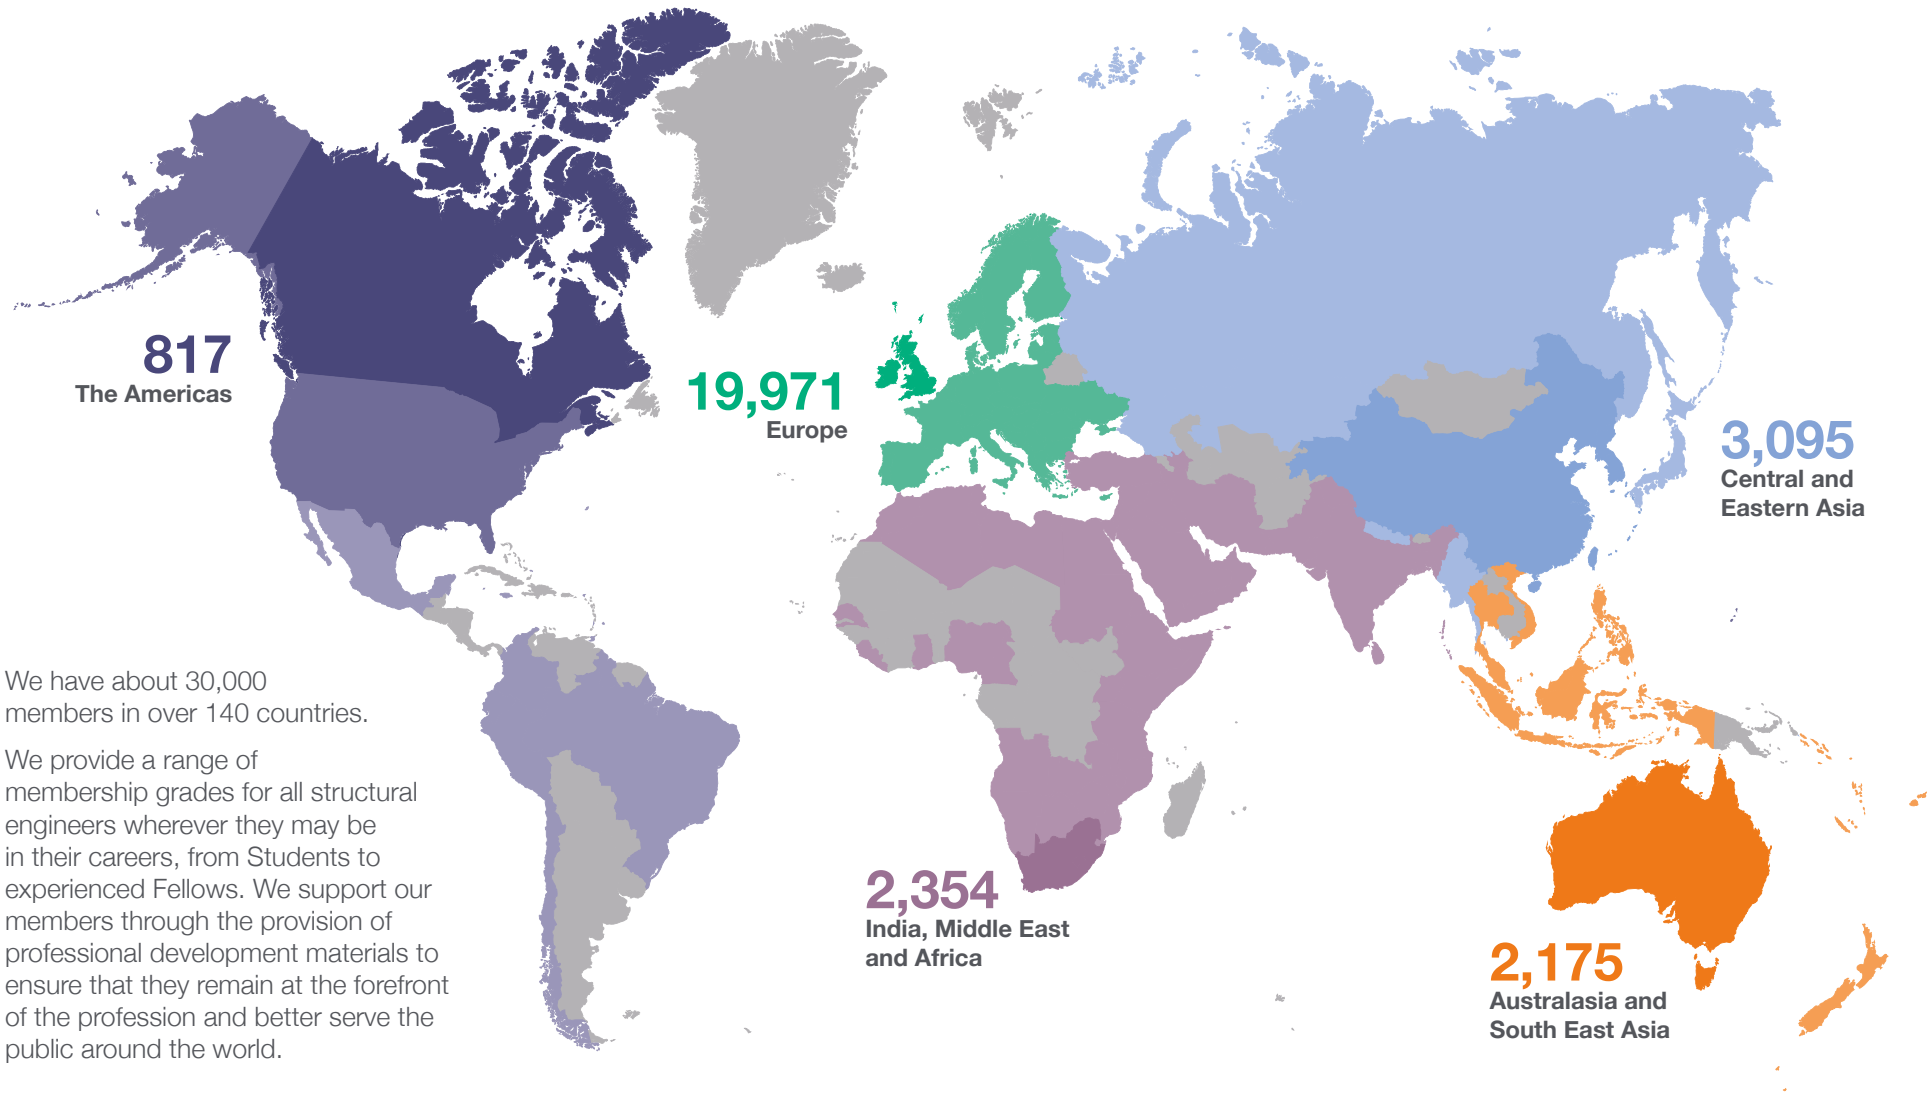 817
The Americas
19,971
Europe
3,095
Central and
Eastern Asia
We have about 30,000
members in over 140 countries.
We provide a range of
membership grades for all structural
engineers wherever they may be
in their careers, from Students to
experienced Fellows. We support our
members through the provision of
professional development materials to
ensure that they remain at the forefront
of the profession and better serve the
public around the world.
2,354
India, Middle East
and Africa
2,175
Australasia and
South East Asia